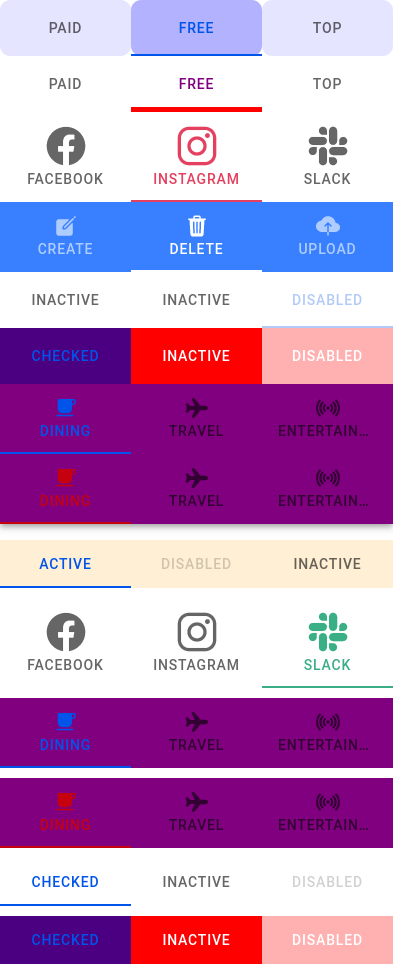 PAID FREE TOP
PAID FREE TOP
FACEBOOK INSTAGRAM SLACK
CREATE DELETE UPLOAD
INACTIVE INACTIVE DISABLED
CHECKED INACTIVE DISABLED
DINING TRAVEL ENTERTAIN...
DINING TRAVEL ENTERTAIN...
ACTIVE DISABLED INACTIVE
FACEBOOK INSTAGRAM SLACK
DINING TRAVEL ENTERTAIN...
DINING TRAVEL ENTERTAIN...
CHECKED INACTIVE DISABLED
CHECKED INACTIVE DISABLED